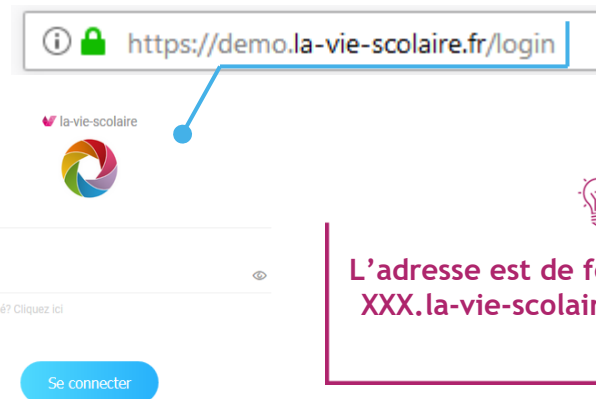 https://demo.la-vie-scolaire.fr/login
la-vie-scolaire
L’adresse est de
XXX.la-vie-scolair
é? Cliquez ici
Se connecter